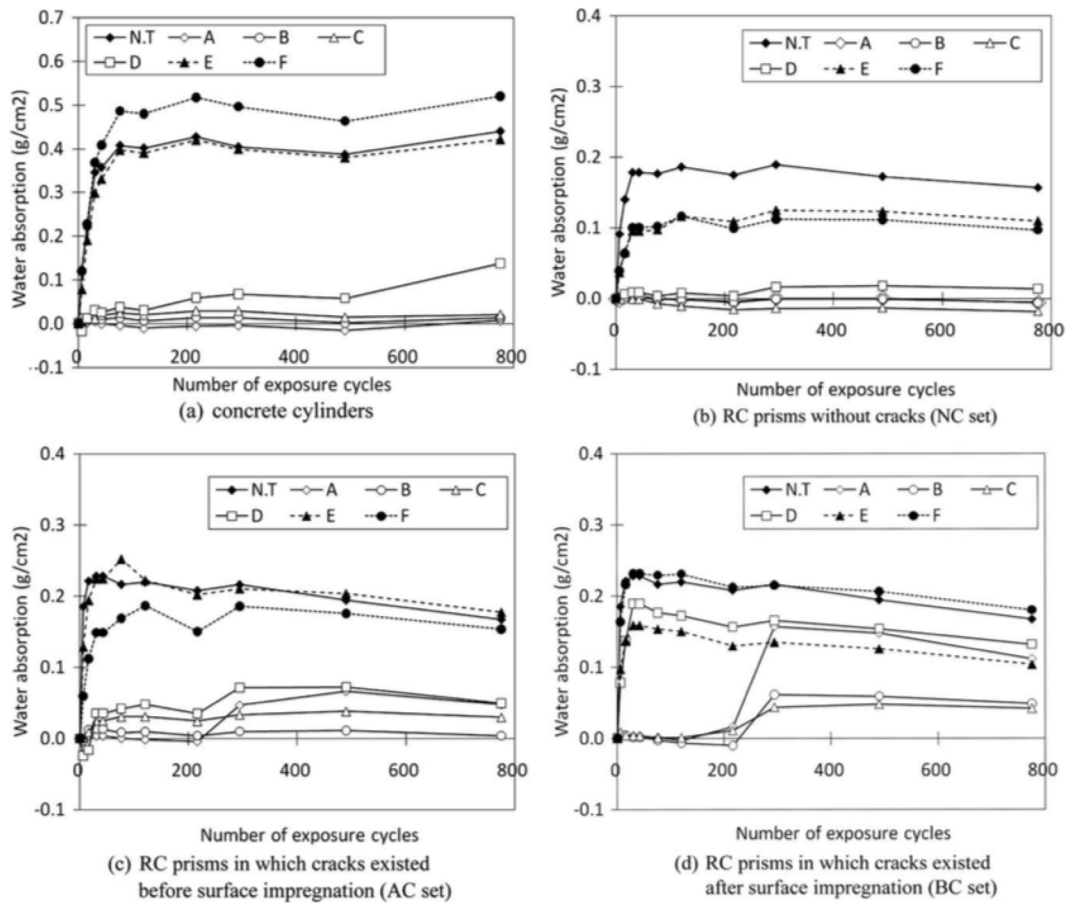 0.7
0.6
0.5
0.4
0.3
0.2
0.1
0.0
-0.1
Water absorption (g/cm2)
N.T A B C
D E F
0 200 400 600 800
Number of exposure cycles
(a) concrete cylinders
0.4
0.3
0.2
0.1
0.0
-0.1
Water absorption (g/cm2)
N.T A B C
D E F
0 200 400 600 800
Number of exposure cycles
(b) RC prisms without cracks (NC set)
0.4
0.3
0.2
0.1
0.0
-0.1
Water absorption (g/cm2)
N.T A B C
D E F
0 200 400 600 800
Number of exposure cycles
(c) RC prisms in which cracks existed
before surface impregnation (AC set)
0.4
0.3
0.2
0.1
0.0
-0.1
Water absorption (g/cm2)
N.T A B C
D E F
0 200 400 600 800
Number of exposure cycles
(d) RC prisms in which cracks existed
after surface impregnation (BC set)